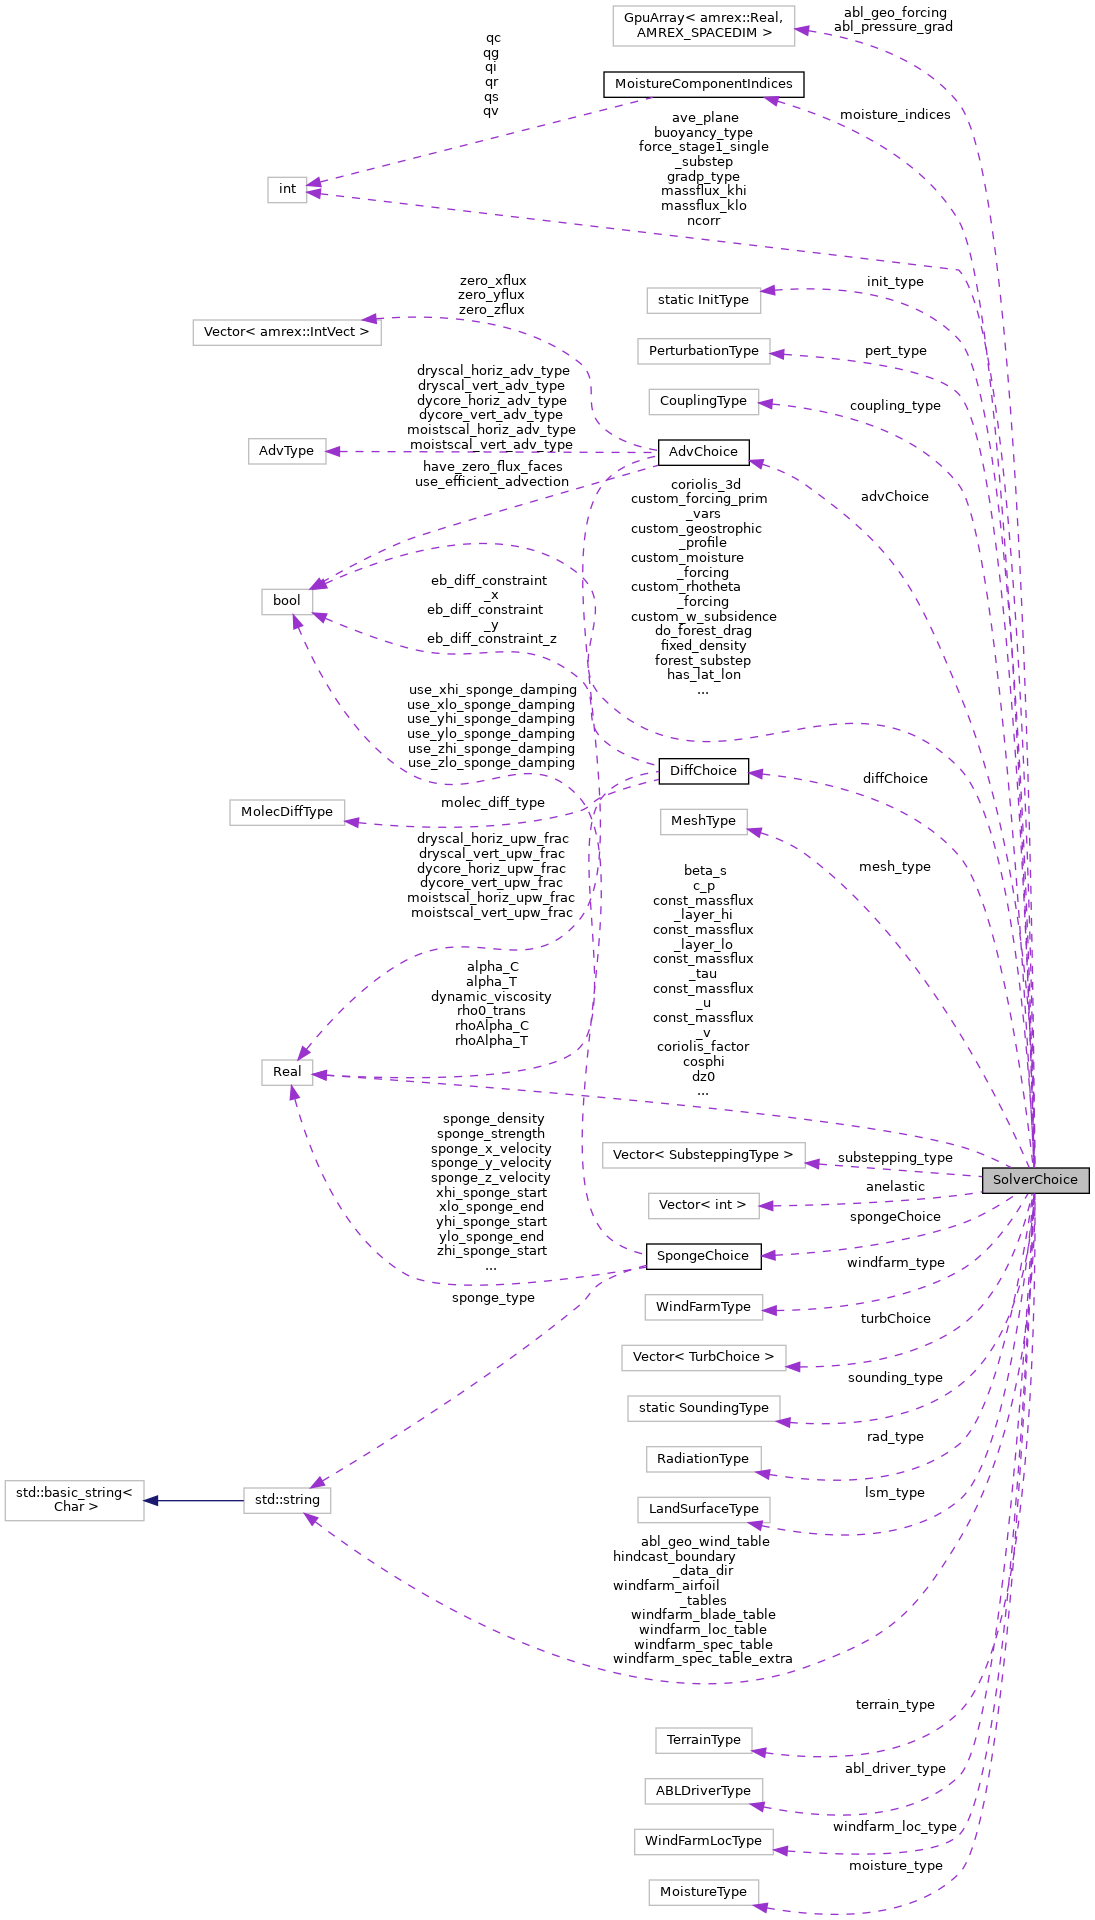 GpuArray< amrex::Real,
AMREX_SPACEDIM >
abl_geo_forcing
abl_pressure_grad
qc
qg
qi
qr
qs
qv
MoistureComponentIndices
moisture_indices
ave_plane
buoyancy_type
force_stage1_single
_substep
gradp_type
massflux_khi
massflux_klo
ncorr
int
zero_xflux
zero_yflux
zero_zflux
static InitType
init_type
Vector< amrex::IntVect >
PerturbationType
pert_type
dryscal_horiz_adv_type
dryscal_vert_adv_type
dycore_horiz_adv_type
dycore_vert_adv_type
moistscal_horiz_adv_type
moistscal_vert_adv_type
CouplingType
coupling_type
AdvType
AdvChoice
have_zero_flux_faces
use_efficient_advection
advChoice
coriolis_3d
custom_forcing_prim
_vars
custom_geostrophic
_profile
custom_moisture
_forcing
custom_rhotheta
_forcing
custom_w_subsidence
do_forest_drag
fixed_density
forest_substep
has_lat_lon
...
bool
eb_diff_constraint
_x
eb_diff_constraint
_y
eb_diff_constraint_z
use_xhi_sponge_damping
use_xlo_sponge_damping
use_yhi_sponge_damping
use_ylo_sponge_damping
use_zhi_sponge_damping
use_zlo_sponge_damping
DiffChoice
diffChoice
MolecDiffType
molec_diff_type
MeshType
mesh_type
dryscal_horiz_upw_frac
dryscal_vert_upw_frac
dycore_horiz_upw_frac
dycore_vert_upw_frac
moistscal_horiz_upw_frac
moistscal_vert_upw_frac
beta_s
c_p
const_massflux
_layer_hi
const_massflux
_layer_lo
const_massflux
_tau
const_massflux
_u
const_massflux
_v
coriolis_factor
cosphi
dz0
...
alpha_C
alpha_T
dynamic_viscosity
rho0_trans
rhoAlpha_C
rhoAlpha_T
Real
sponge_density
sponge_strength
sponge_x_velocity
sponge_y_velocity
sponge_z_velocity
xhi_sponge_start
xlo_sponge_end
yhi_sponge_start
ylo_sponge_end
zhi_sponge_start
...
Vector< SubsteppingType >
substepping_type
SolverChoice
Vector< int >
anelastic
SpongeChoice
spongeChoice
sponge_type
WindFarmType
windfarm_type
Vector< TurbChoice >
turbChoice
static SoundingType
sounding_type
RadiationType
rad_type
std::basic_string<
Char >
std::string
LandSurfaceType
lsm_type
abl_geo_wind_table
hindcast_boundary
_data_dir
windfarm_airfoil
_tables
windfarm_blade_table
windfarm_loc_table
windfarm_spec_table
windfarm_spec_table_extra
TerrainType
terrain_type
ABLDriverType
abl_driver_type
WindFarmLocType
windfarm_loc_type
MoistureType
moisture_type